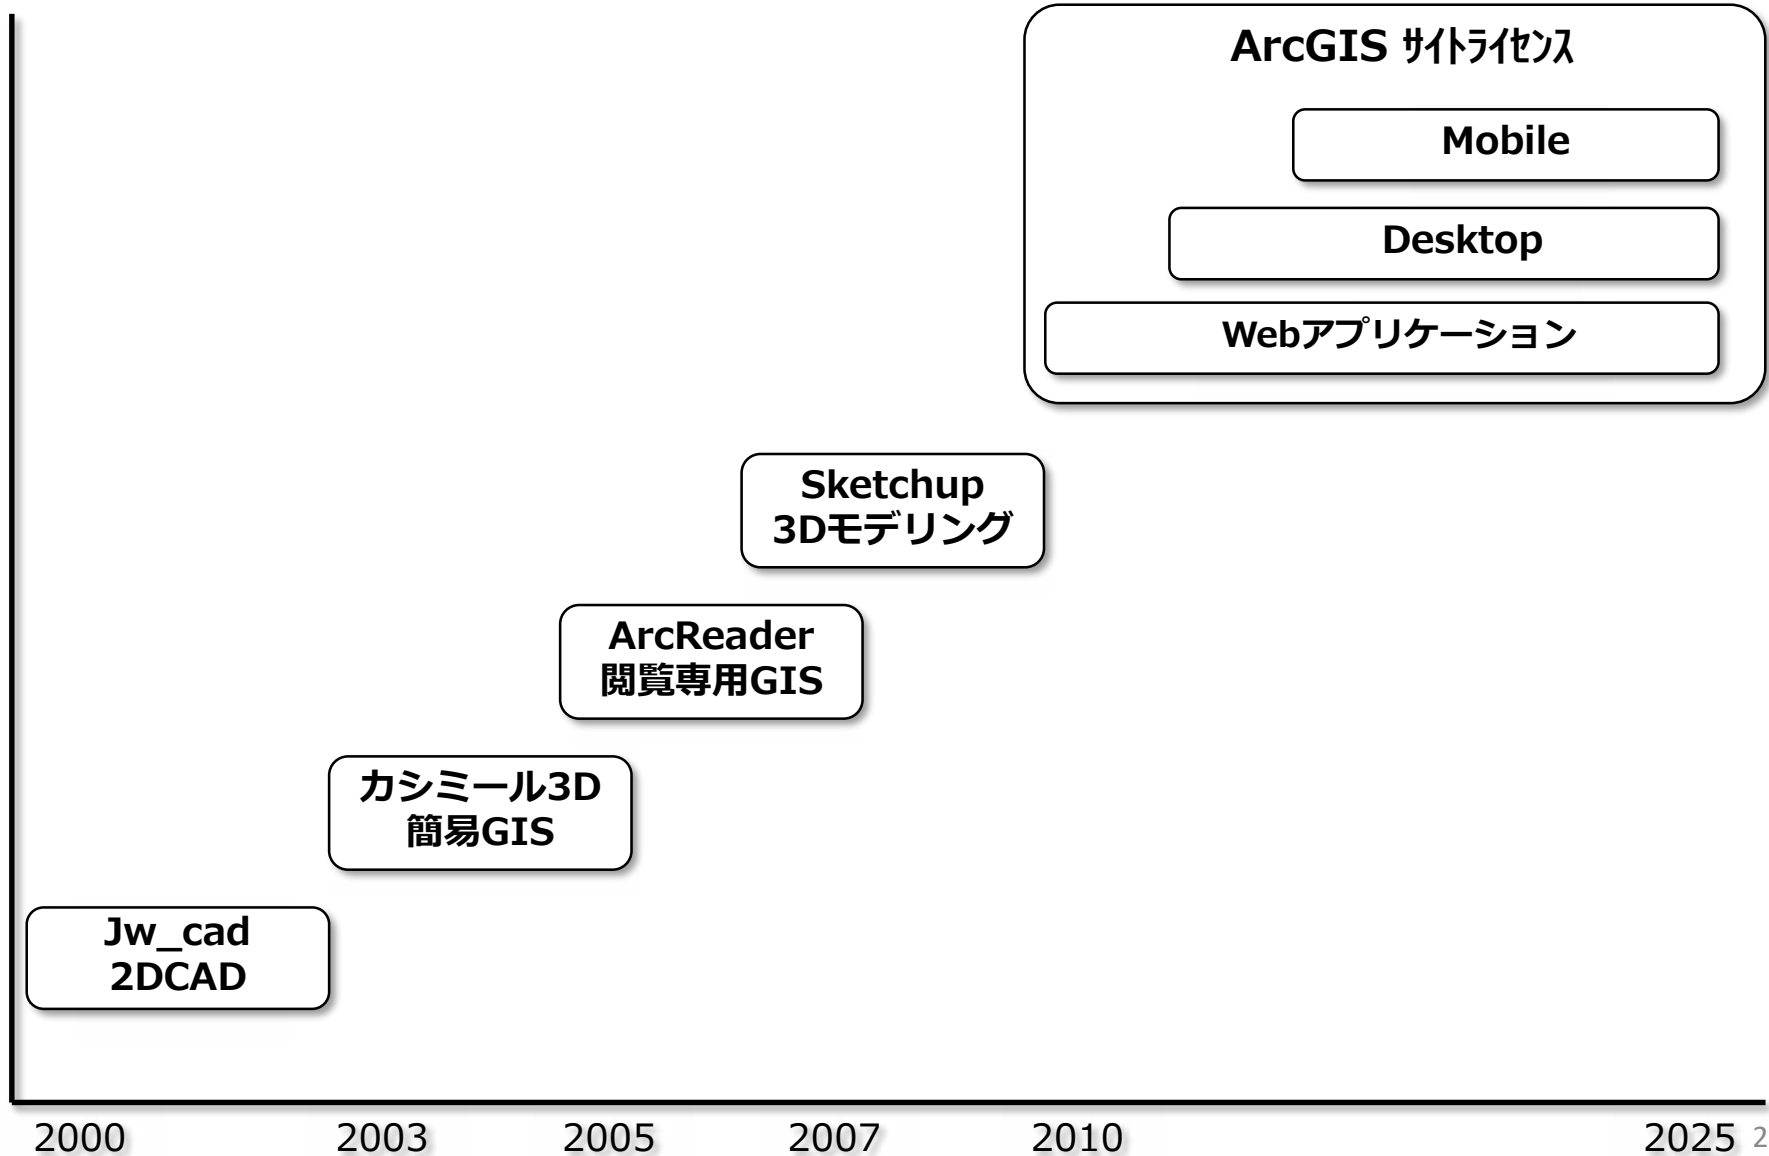 ArcGIS ｻｲﾄﾗｲｾﾝｽ
Mobile
Desktop
Webアプリケーション
Sketchup
3Dモデリング
ArcReader
閲覧専用GIS
カシミール3D
簡易GIS
Jw_cad
2DCAD
2000 2003 2005 2007 2010 2025
2